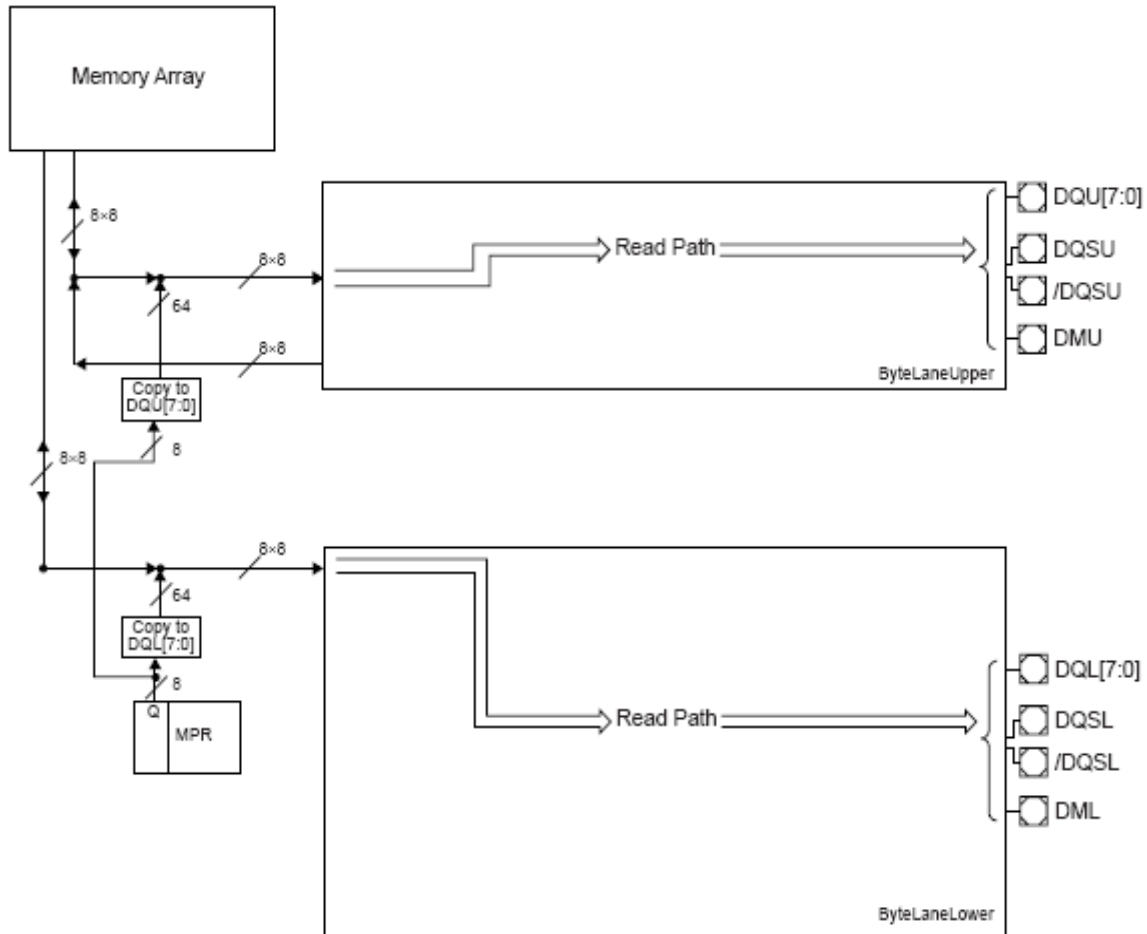 Memory Array
8×8
8×8
64
8×8
Copy to
DQU[7:0]
8
Read Path
DQU[7:0]
DQSU
/DQSU
DMU
ByteLaneUpper
8×8
8×8
64
Copy to
DQL[7:0]
8
Q
MPR
Read Path
DQL[7:0]
DQSL
/DQSL
DML
ByteLaneLower